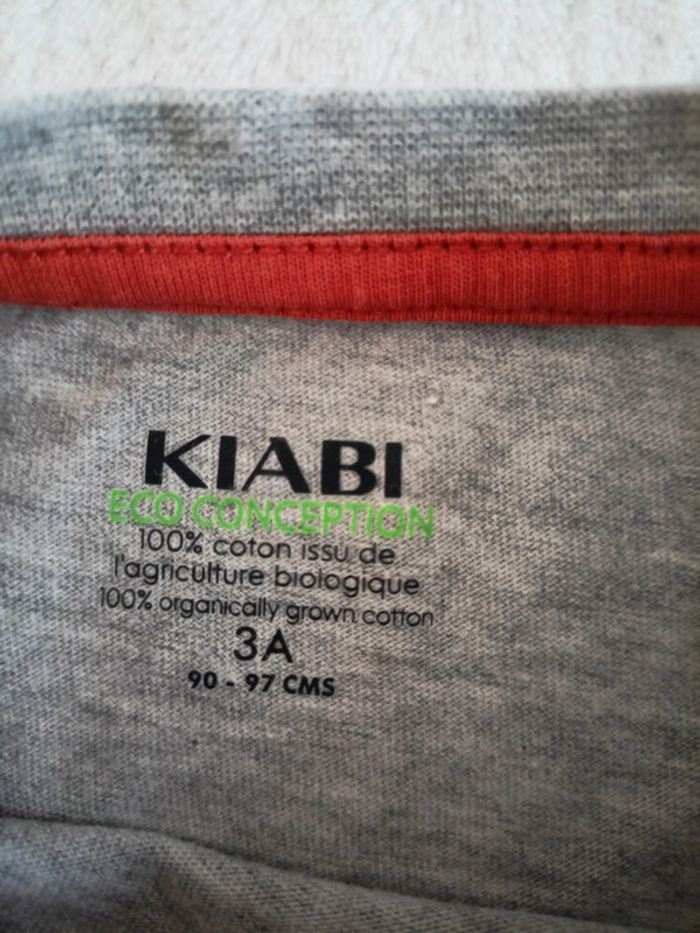 KIABI
ECO CONCEPTION
100% coton issu de
l'agriculture biologique
100% organically grown cotton
3A
90 - 97 CMS